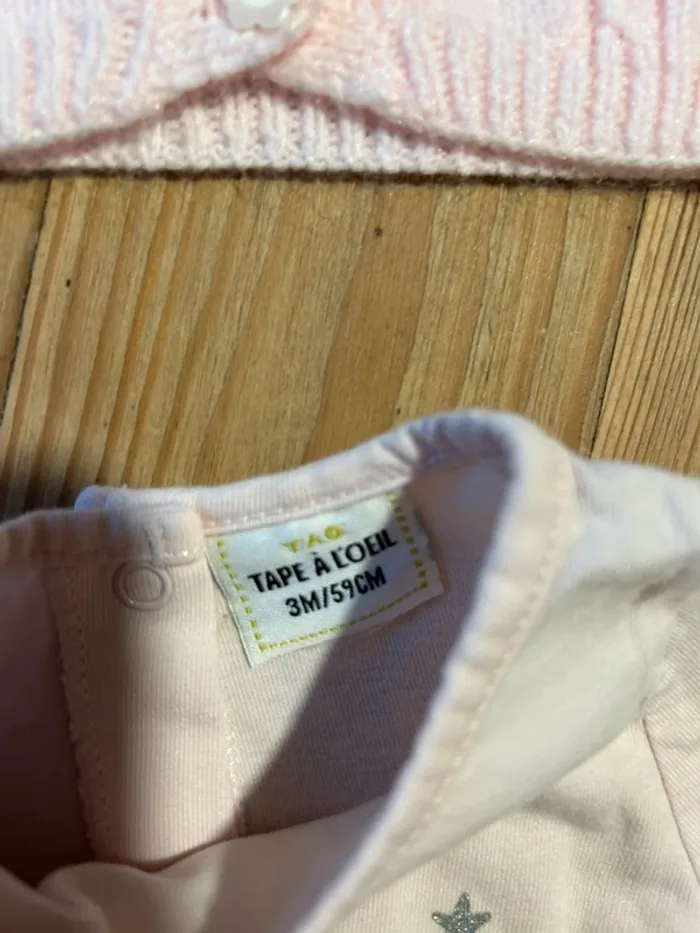 TAO
TAPE À L'OEIL
3M/59CM